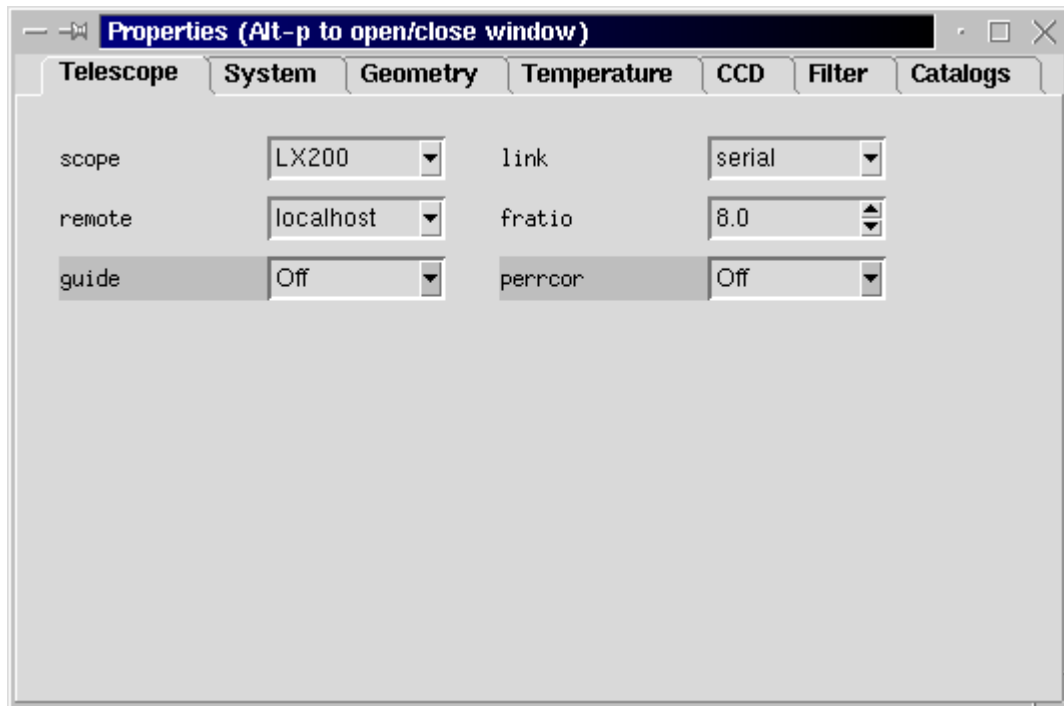 Properties (Alt-p to open/close window)
Telescope System Geometry Temperature CCD Filter Catalogs
scope LX200 link serial
remote localhost fratio 8.0
guide Off perrcor Off